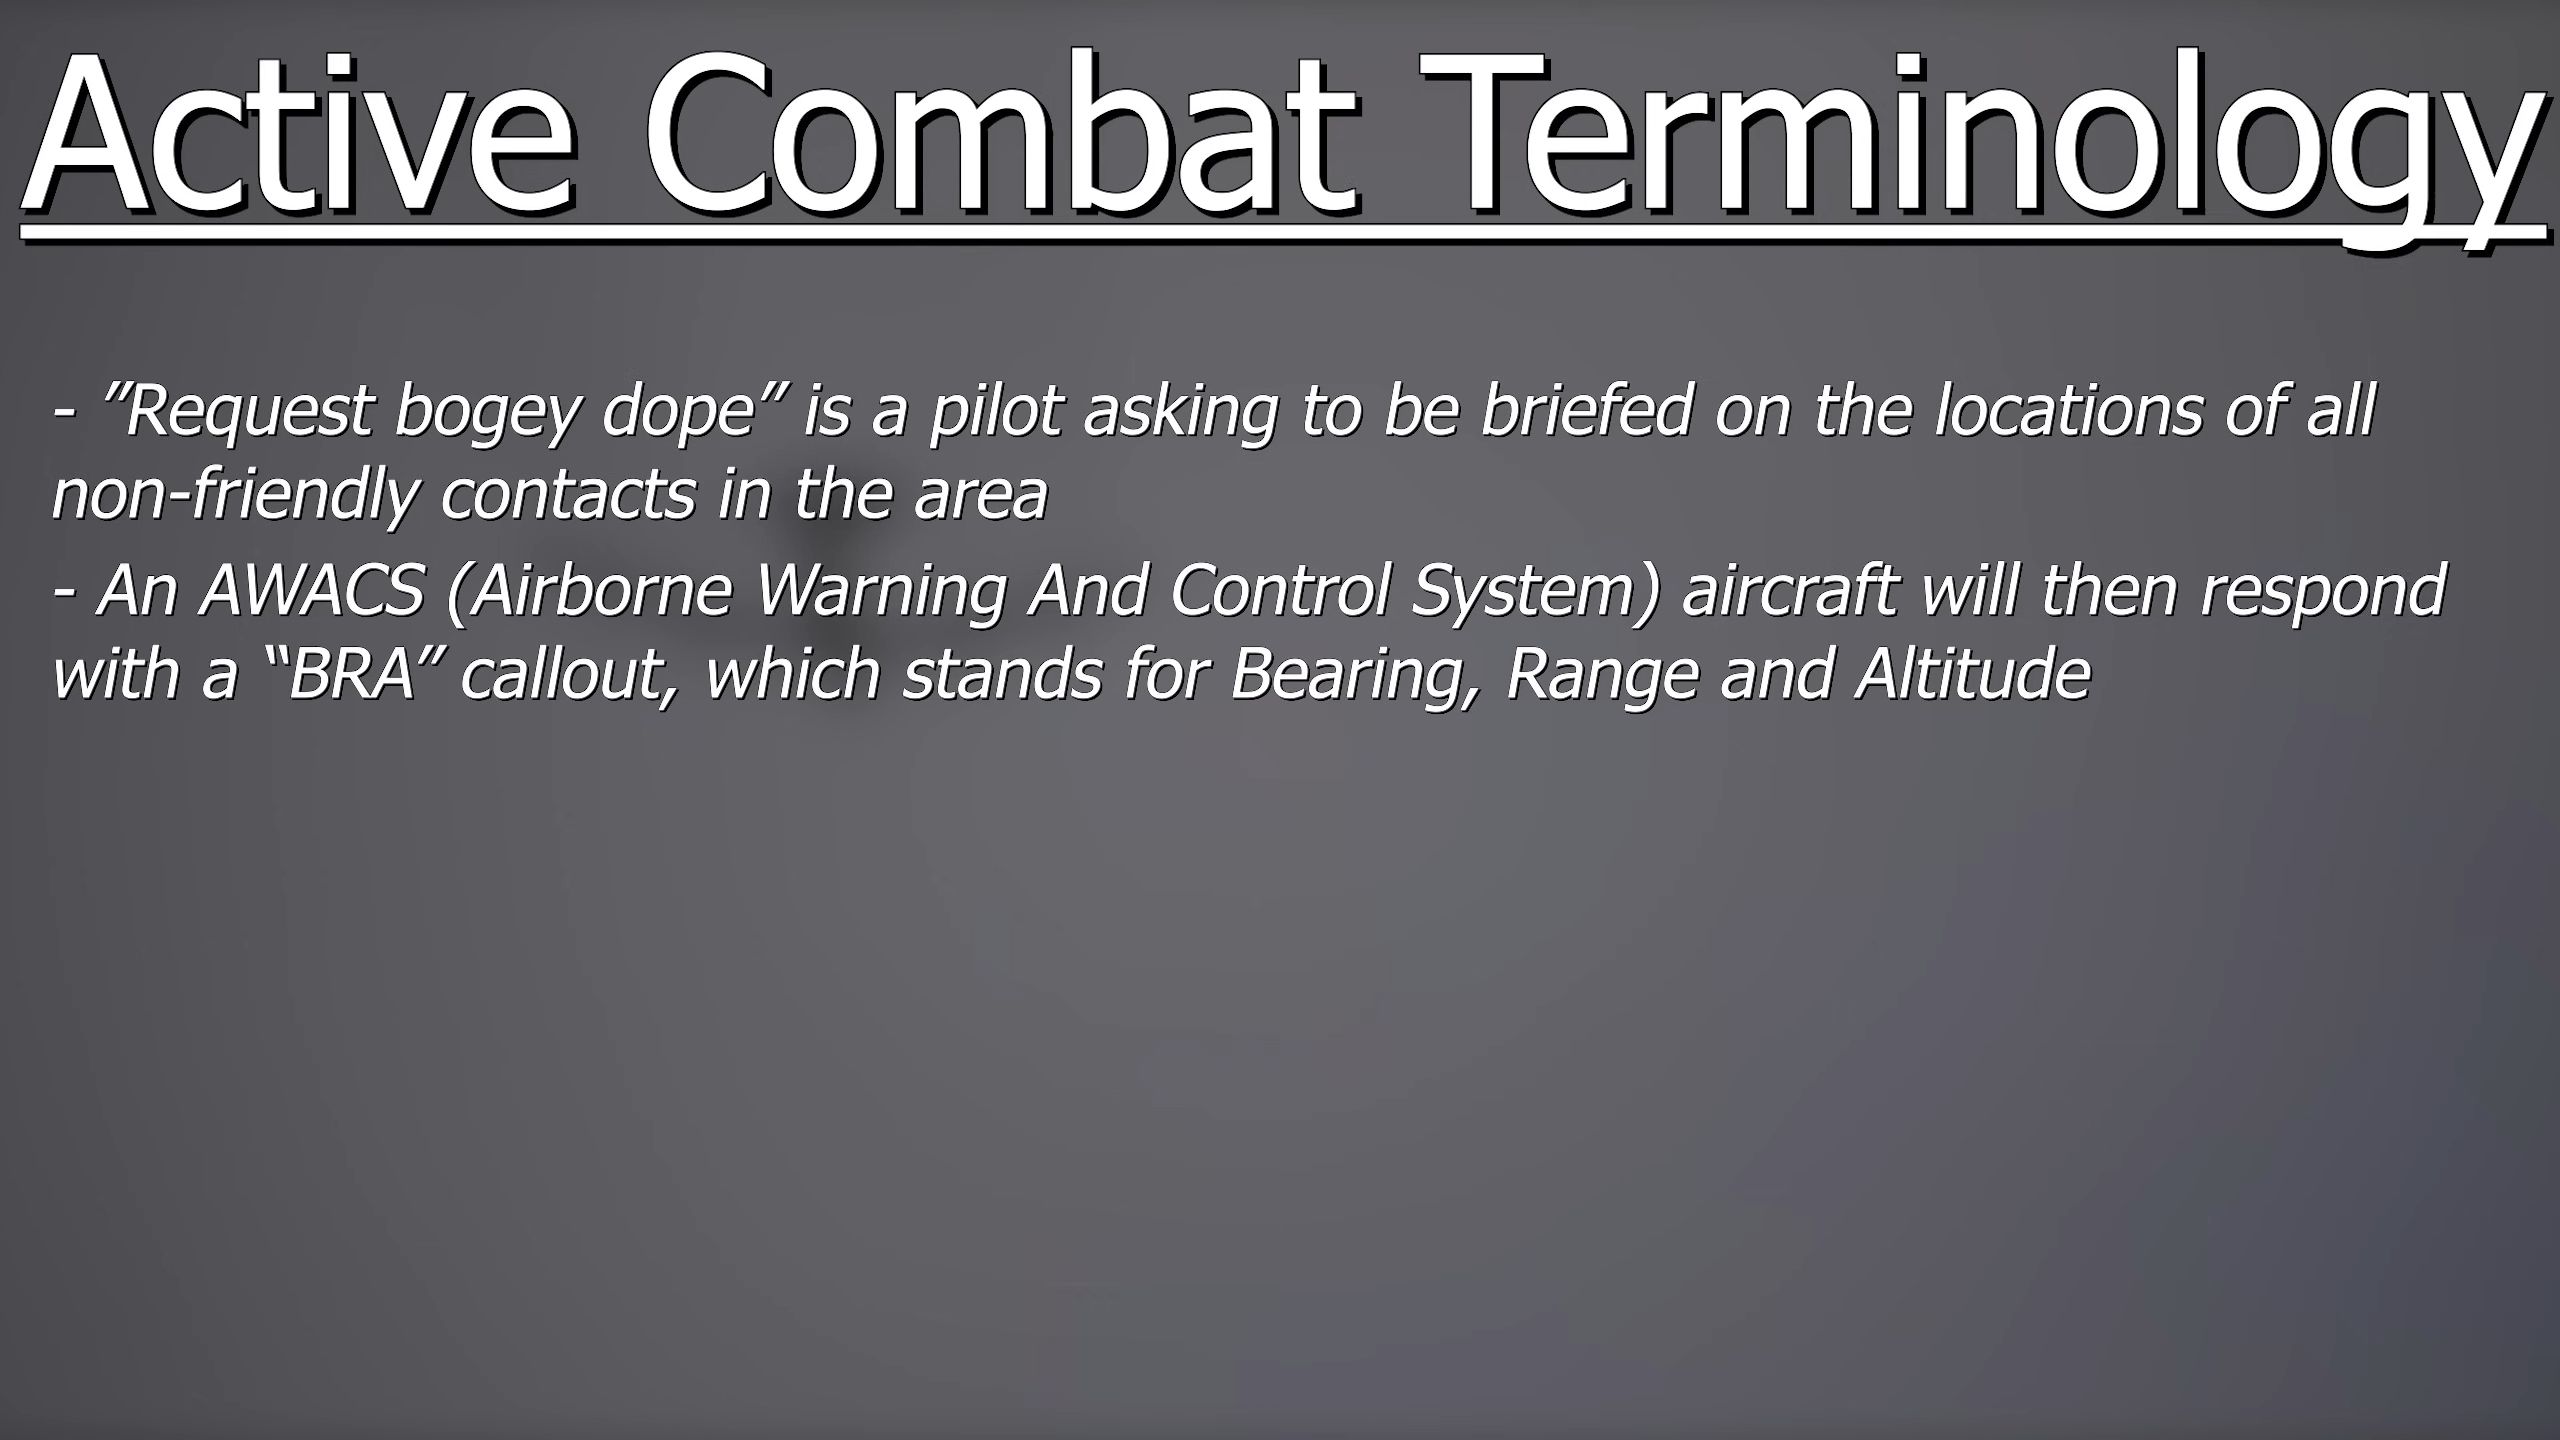 Active Combat Terminology
- ”Request bogey dope” is a pilot asking to be briefed on the locations of all
non-friendly contacts in the area
- An AWACS (Airborne Warning And Control System) aircraft will then respond
with a “BRA” callout, which stands for Bearing, Range and Altitude